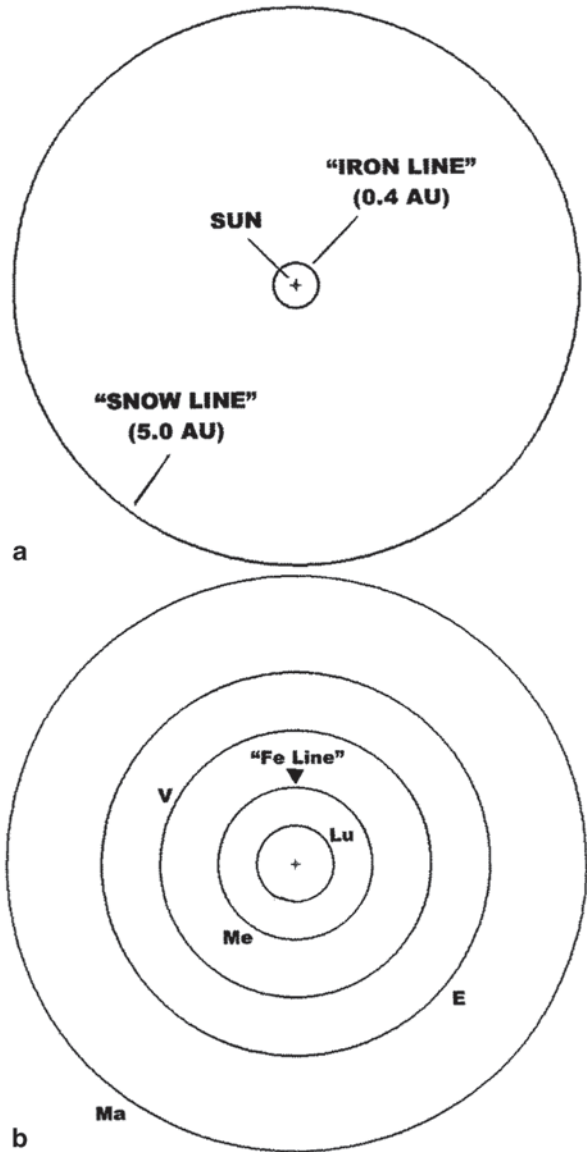 “IRON LINE”
(0.4 AU)
SUN
“SNOW LINE”
(5.0 AU)
a
“Fe Line”
V
Lu
Me
E
Ma
b